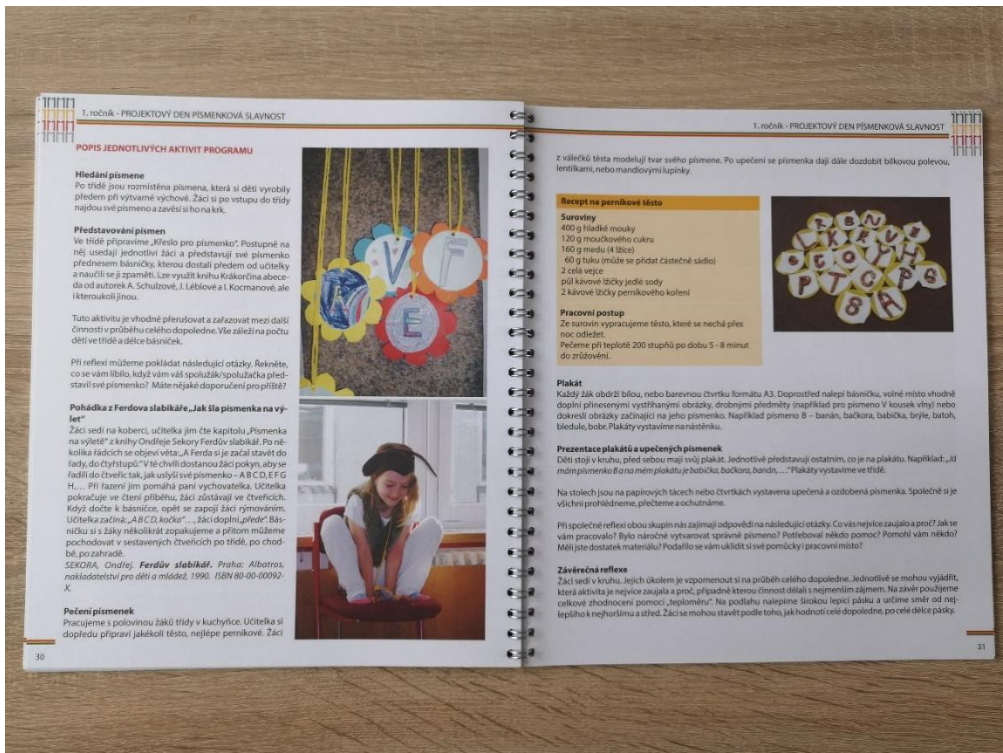 1. ročník - PROJEKTOVÝ DEN PÍSMENKOVÁ SLAVNOST
POPIS JEDNOTLIVÝCH AKTIVIT PROGRAMU
Hledání písmene
Po třídě jsou rozmístěna písmena, která si děti vyrobily
předem při výtvarné výchově. Žáci si po vstupu do třídy
najdou své písmeno a zavěsí si ho na krk.
Představování písmen
Ve třídě připravíme „Křeslo pro písmenko“. Postupně na
něj usedají jednotliví žáci a představují své písmenko
přednesem básničky, kterou dostali předem od učitelky
a naučili se ji zpaměti. Lze využít knihu Krákorčina abece-
da od autorek A. Schulzové, J. Léblové a I. Kocmanové, ale
i kteroukoli jinou.
Tuto aktivitu je vhodné přerušovat a zařazovat mezi další
činnosti v průběhu celého dopoledne. Vše záleží na počtu
dětí ve třídě a délce básniček.
Při reflexi můžeme pokládat následující otázky. Řekněte,
co se vám líbilo, když vám váš spolužák/spolužačka před-
stavil své písmenko? Máte nějaké doporučení pro příště?
Pohádka z Ferdova slabikáře „Jak šla písmenka na vý-
let“
Žáci sedí na koberci, učitelka jim čte kapitolu „Písmenka
na výletě“ z knihy Ondřeje Sekory Ferdův slabikář. Po ně-
kolika řádcích se objeví věta: „A Ferda si je začal stavět do
řady, do čtyřstupů.“ V té chvíli dostanou žáci pokyn, aby se
řadili do čtveřic tak, jak uslyší své písmenko – A B C D, E F G
H,… Při řazení jim pomáhá paní vychovatelka. Učitelka
pokračuje ve čtení příběhu, žáci zůstávají ve čtveřicích.
Když dočte k básničce, opět se zapojí žáci rýmováním.
Učitelka začíná: „A B C D, kočka“…, žáci doplní „přede“. Bás-
ničku si s žáky několikrát zopakujeme a přitom můžeme
pochodovat v sestavených čtveřicích po třídě, po chod-
bě, po zahradě.
SEKORA, Ondřej. Ferdův slabikář. Praha: Albatros,
nakladatelství pro děti a mládež, 1990. ISBN 80-00-00092-
X.
Pečení písmenek
Pracujeme s polovinou žáků třídy v kuchyňce. Učitelka si
dopředu připraví jakékoli těsto, nejlépe perníkové. Žáci
30
V F
A E
1. ročník - PROJEKTOVÝ DEN PÍSMENKOVÁ SLAVNOST
z válečků těsta modelují tvar svého písmene. Po upečení se písmenka dají dále dozdobit bílkovou polevou,
lentilkami, nebo mandlovými lupínky.
Recept na perníkové těsto
Suroviny
400 g hladké mouky
120 g moučkového cukru
160 g medu (4 lžíce)
60 g tuku (může se přidat částečně sádlo)
2 celá vejce
půl kávové lžičky jedlé sody
2 kávové lžičky perníkového koření
Pracovní postup
Ze surovin vypracujeme těsto, které se nechá přes
noc odležet.
Pečeme při teplotě 200 stupňů po dobu 5 - 8 minut
do zrůžovění.
Plakát
Každý žák obdrží bílou, nebo barevnou čtvrtku formátu A3. Doprostřed nalepí básničku, volné místo vhodně
doplní přinesenými vystříhanými obrázky, drobnými předměty (například pro písmeno V kousek vlny) nebo
dokreslí obrázky začínající na jeho písmenko. Například písmeno B – banán, bačkora, babička, brýle, batoh,
bledule, bobr. Plakáty vystavíme na nástěnku.
Prezentace plakátů a upečených písmenek
Děti stojí v kruhu, před sebou mají svůj plakát. Jednotlivě představují ostatním, co je na plakátu. Například: „Já
mám písmenko B a na mém plakátu je babička, bačkora, banán, …“ Plakáty vystavíme ve třídě.
Na stolech jsou na papírových tácech nebo čtvrtkách vystavena upečená a ozdobená písmenka. Společně si je
všichni prohlédneme, přečteme a ochutnáme.
Při společné reflexi obou skupin nás zajímají odpovědi na následující otázky. Co vás nejvíce zaujalo a proč? Jak se
vám pracovalo? Bylo náročné vytvarovat správně písmeno? Potřeboval někdo pomoc? Pomohl vám někdo?
Měli jste dostatek materiálu? Podařilo se vám uklidit si své pomůcky i pracovní místo?
Závěrečná reflexe
Žáci sedí v kruhu. Jejich úkolem je vzpomenout si na průběh celého dopoledne. Jednotlivě se mohou vyjádřit,
která aktivita je nejvíce zaujala a proč, případně kterou činnost dělali s nejmenším zájmem. Na závěr použijeme
celkové zhodnocení pomocí „teploměru“. Na podlahu nalepíme širokou lepicí pásku a určíme směr od nej-
lepšího k nejhoršímu a střed. Žáci se mohou stavět podle toho, jak hodnotí celé dopoledne, po celé délce pásky.
31